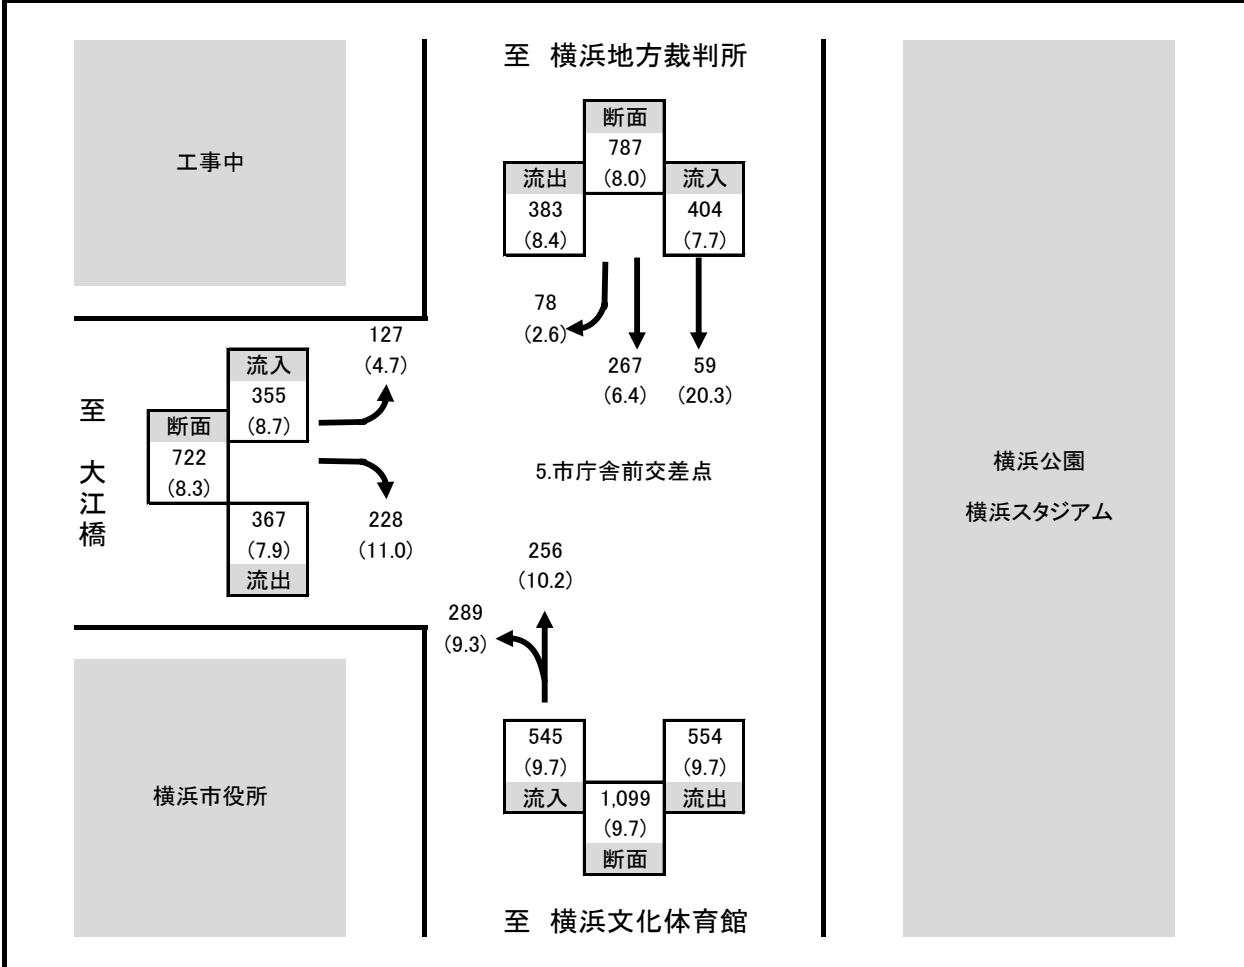 至 横浜地方裁判所
断面
787
(8.0)
流出
383
(8.4)
流入
404
(7.7)
工事中
78
(2.6)
267
(6.4)
59
(20.3)
127
(4.7)
流入
355
(8.7)
至 大江橋
断面
722
(8.3)
367
(7.9)
流出
228
(11.0)
5.市庁舎前交差点
横浜公園
横浜スタジアム
256
(10.2)
289
(9.3)
横浜市役所
545
(9.7)
流入
554
(9.7)
流出
1,099
(9.7)
断面
至 横浜文化体育館